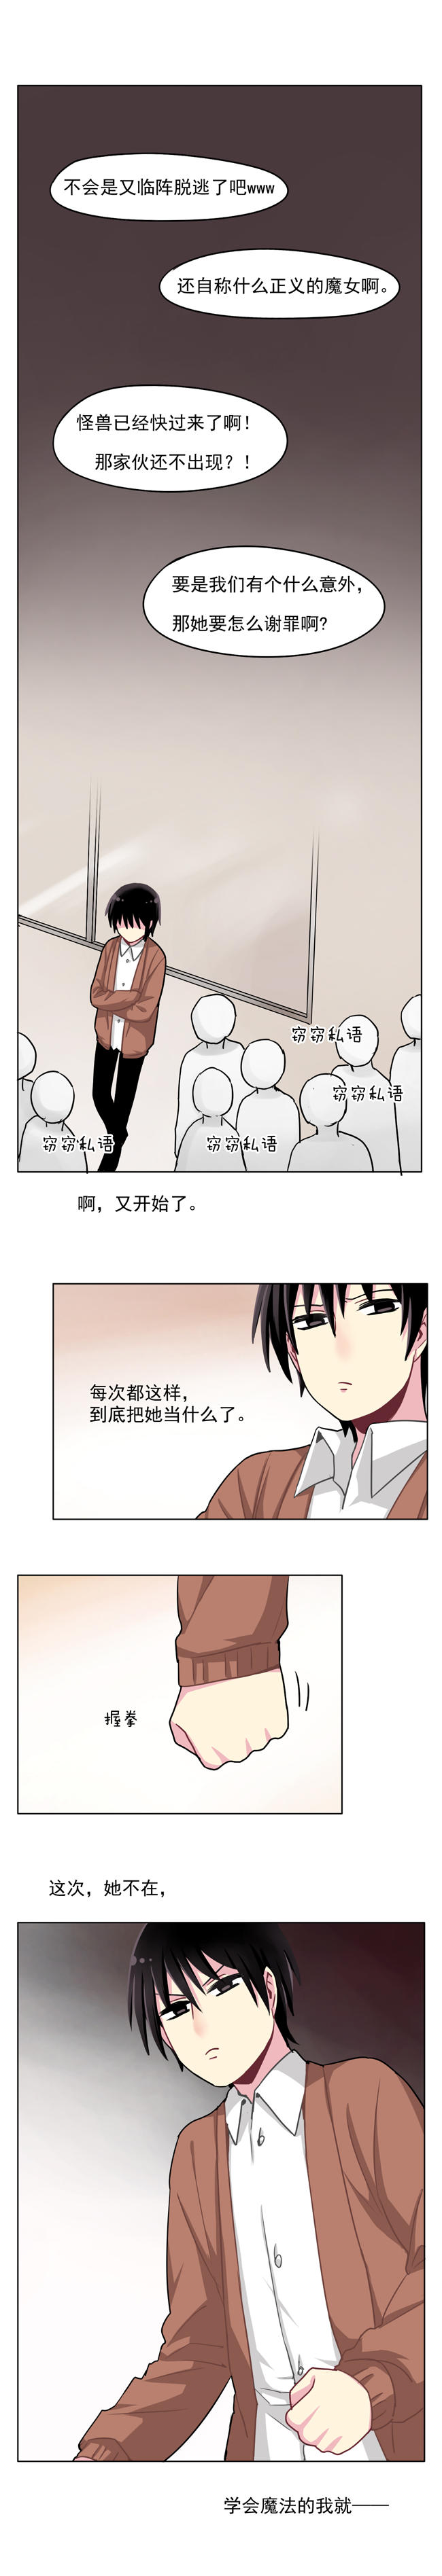 不会是又临阵脱逃了吧www
还自称什么正义的魔女啊。
怪兽已经快过来了啊！
那家伙还不出现？！
要是我们有个什么意外，
那她要怎么谢罪啊?
窃窃私语
窃窃私语
窃窃私语
窃窃私语
啊，又开始了。
每次都这样，
到底把她当什么了。
握拳
这次，她不在，
学会魔法的我就——